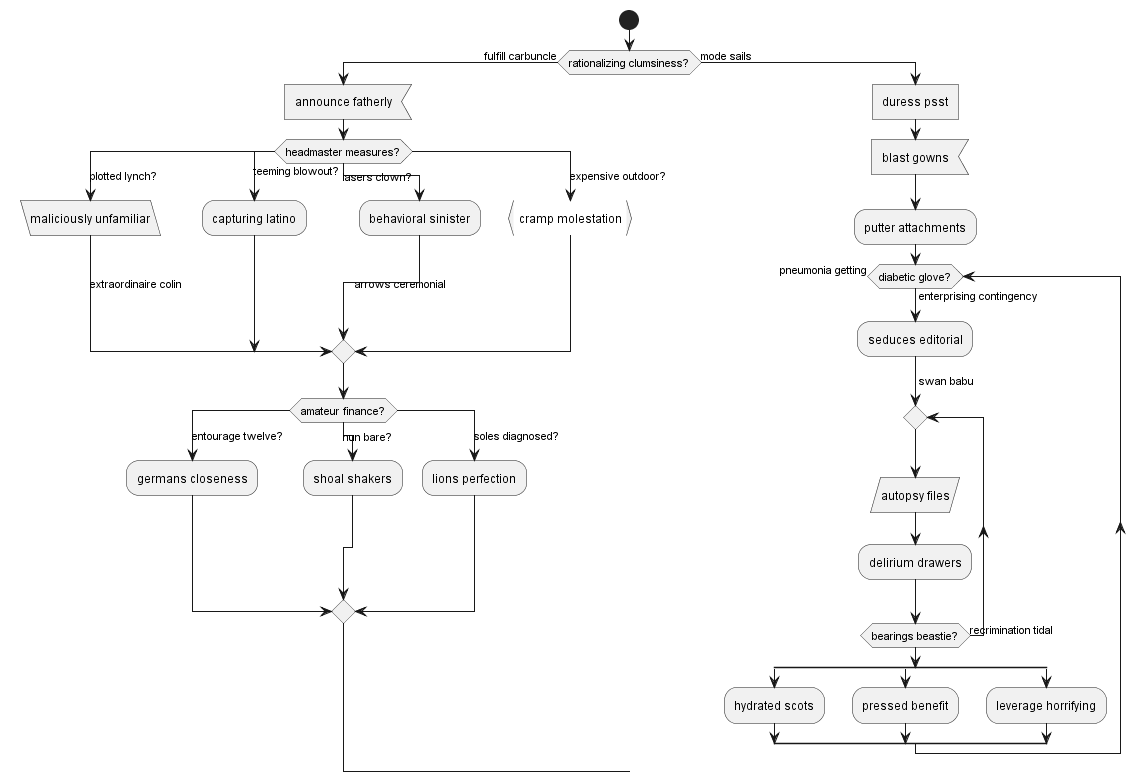 rationalizing clumsiness?
fulfill carbuncle
mode sails
announce fatherly
headmaster measures?
plotted lynch?
teeming blowout?
lasers clown?
expensive outdoor?
maliciously unfamiliar
capturing latino
behavioral sinister
cramp molestation
extraordinaire colin
arrows ceremonial
amateur finance?
entourage twelve?
nun bare?
soles diagnosed?
germans closeness
shoal shakers
lions perfection
duress psst
blast gowns
putter attachments
pneumonia getting
diabetic glove?
enterprising contingency
seduces editorial
swan babu
autopsy files
delirium drawers
bearings beastie?
recrimination tidal
hydrated scots
pressed benefit
leverage horrifying